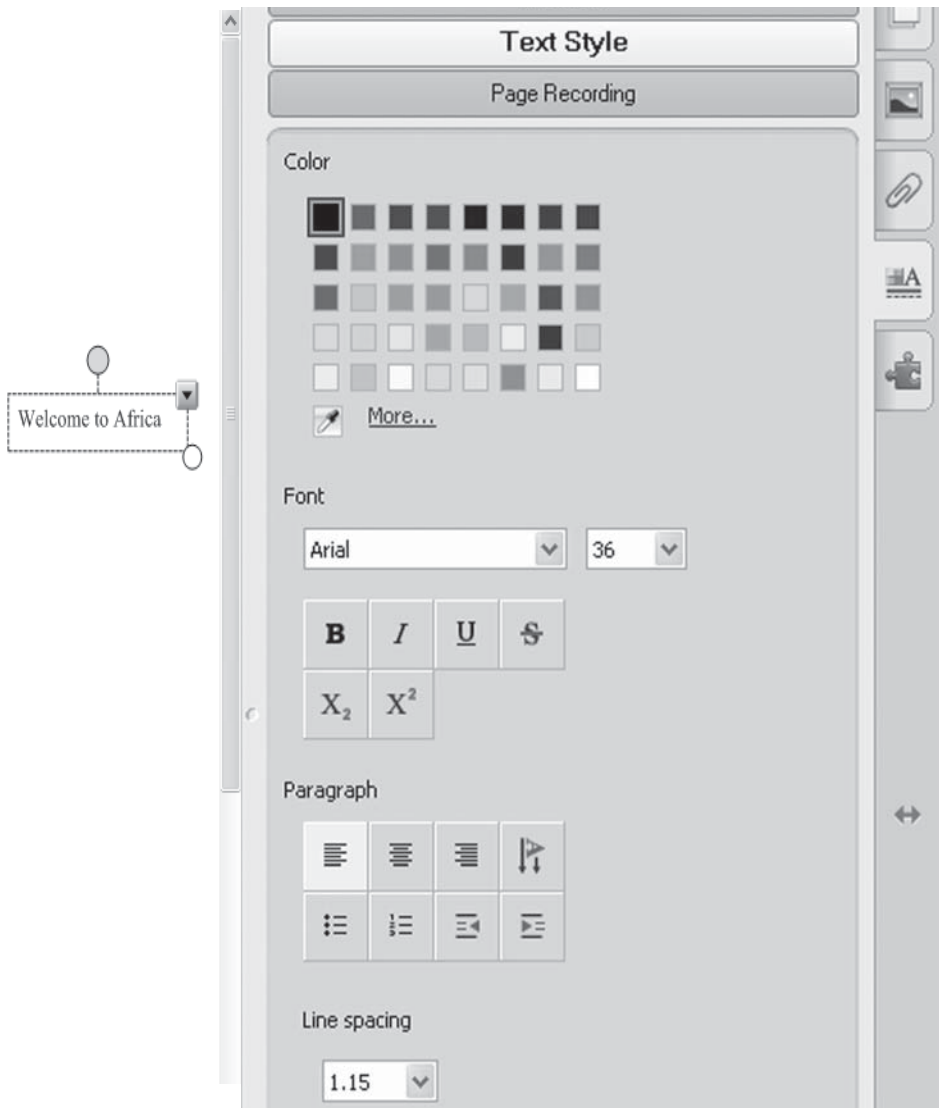 Text Style
Page Recording
Color
Welcome to Africa
More...
Font
Arial
36
B I U S
X₂ X²
Paragraph
Line spacing
1.15